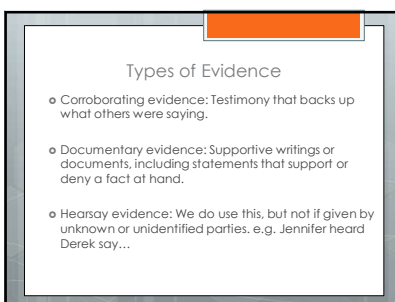 Types of Evidence
Corroborating evidence: Testimony that backs up
what others were saying.
Documentary evidence: Supportive writings or
documents, including statements that support or
deny a fact at hand.
Hearsay evidence: We do use this, but not if given by
unknown or unidentified parties. e.g. Jennifer heard
Derek say…